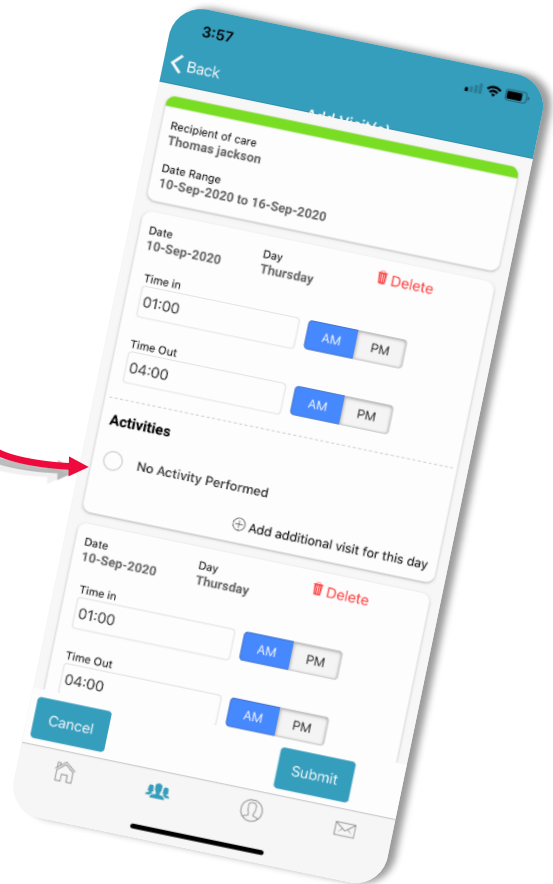 3:57
Back
Add Visit(s)
Recipient of care
Thomas jackson
Date Range
10-Sep-2020 to 16-Sep-2020
Date Day
10-Sep-2020 Thursday Delete
Time in
01:00 AM PM
Time Out
04:00 AM PM
Activities
No Activity Performed
Add additional visit for this day
Date Day
10-Sep-2020 Thursday Delete
Time in
01:00 AM PM
Time Out
04:00 AM PM
Cancel Submit